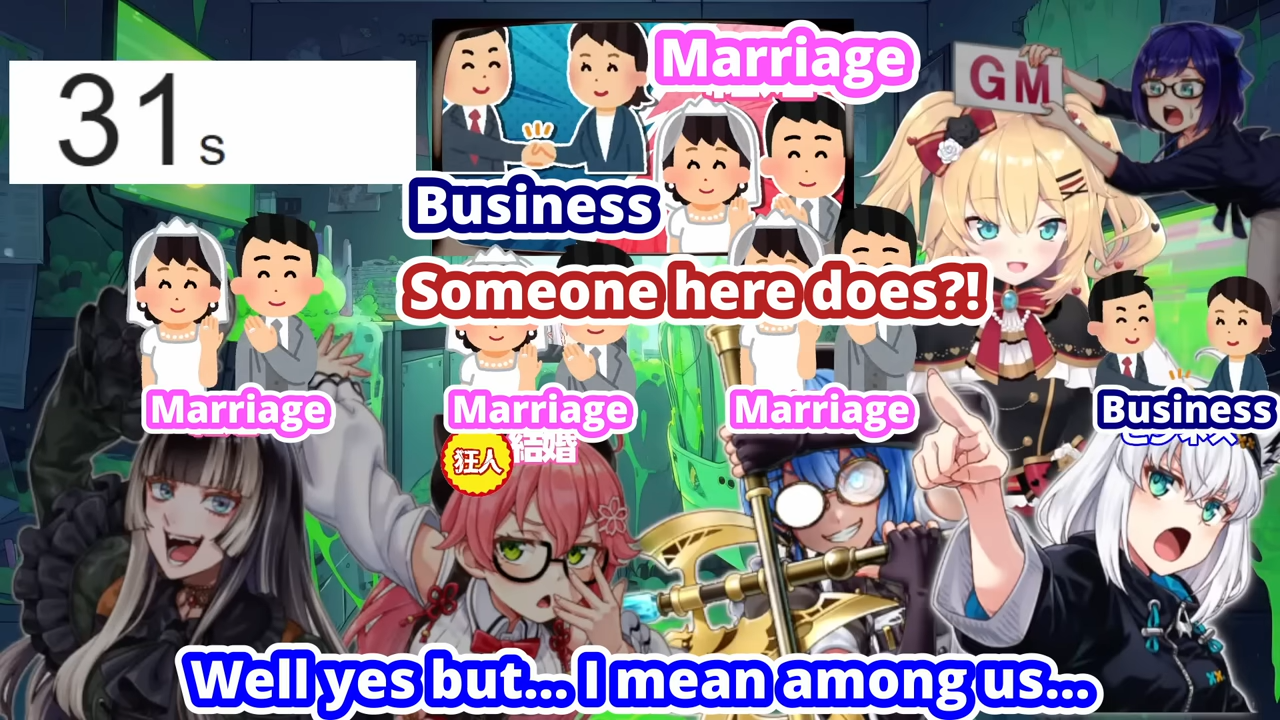 31s
Marriage
GM
Business
Someone here does?!
Marriage
Marriage
Marriage
Business
狂人
結婚
Well yes but... I mean among us...